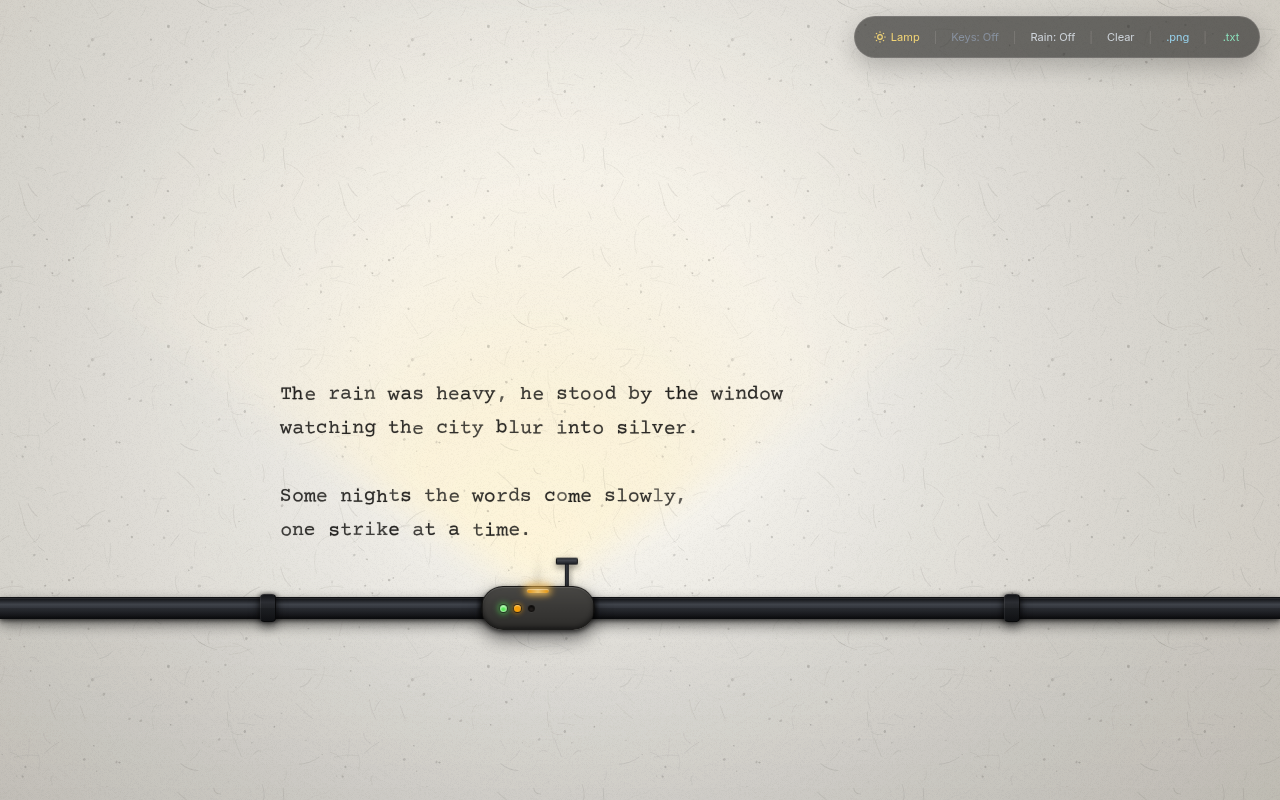 Lamp Keys: Off Rain: Off Clear .png .txt
The rain was heavy, he stood by the window
watching the city blur into silver.
Some nights the words come slowly,
one strike at a time.